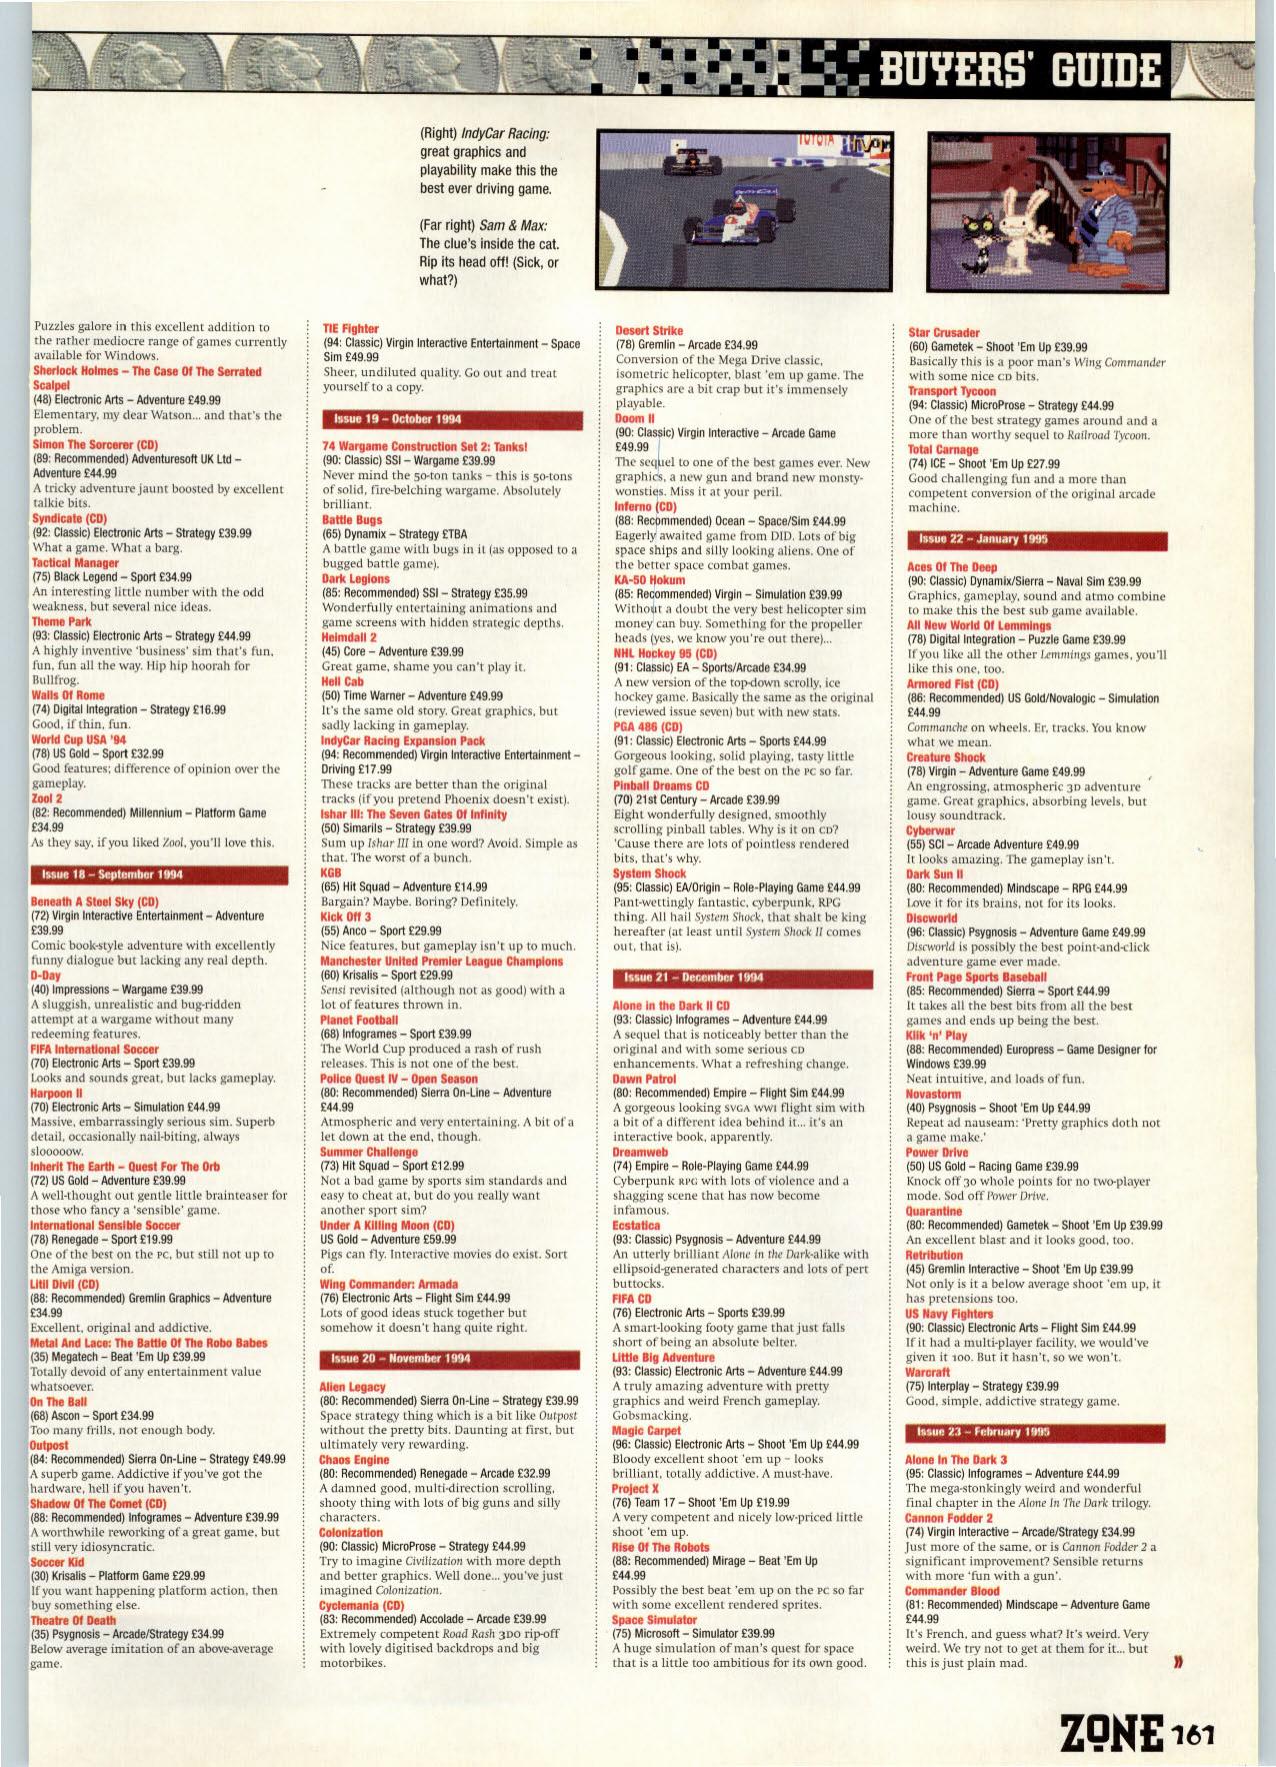 BUYERS' GUIDE
(Right) IndyCar Racing:
great graphics and
playability make this the
best ever driving game.
(Far right) Sam & Max:
The clue's inside the cat.
Rip its head off! (Sick, or
what?)
TOYOTA
Puzzles galore in this excellent addition to
the rather mediocre range of games currently
available for Windows.
Sherlock Holmes – The Case Of The Serrated
Scalpel
(48) Electronic Arts – Adventure £49.99
Elementary, my dear Watson... and that's the
problem.
Simon The Sorcerer (CD)
(89: Recommended) Adventuresoft UK Ltd –
Adventure £44.99
A tricky adventure jaunt boosted by excellent
talkie bits.
Syndicate (CD)
(92: Classic) Electronic Arts – Strategy £39.99
What a game. What a barg.
Tactical Manager
(75) Black Legend – Sport £34.99
An interesting little number with the odd
weakness, but several nice ideas.
Theme Park
(93: Classic) Electronic Arts – Strategy £44.99
A highly inventive 'business' sim that's fun,
fun, fun all the way. Hip hip hoorah for
Bullfrog.
Walls Of Rome
(74) Digital Integration – Strategy £16.99
Good, if thin, fun.
World Cup USA '94
(78) US Gold – Sport £32.99
Good features; difference of opinion over the
gameplay.
Zool 2
(82: Recommended) Millennium – Platform Game
£34.99
As they say, if you liked Zool, you'll love this.
Issue 18 – September 1994
Beneath A Steel Sky (CD)
(72) Virgin Interactive Entertainment – Adventure
£39.99
Comic book-style adventure with excellently
funny dialogue but lacking any real depth.
D-Day
(40) Impressions – Wargame £39.99
A sluggish, unrealistic and bug-ridden
attempt at a wargame without many
redeeming features.
FIFA International Soccer
(70) Electronic Arts – Sport £39.99
Looks and sounds great, but lacks gameplay.
Harpoon II
(70) Electronic Arts – Simulation £44.99
Massive, embarrassingly serious sim. Superb
detail, occasionally nail-biting, always
slooooow.
Inherit The Earth – Quest For The Orb
(72) US Gold – Adventure £39.99
A well-thought out gentle little brainteaser for
those who fancy a 'sensible' game.
International Sensible Soccer
(78) Renegade – Sport £19.99
One of the best on the PC, but still not up to
the Amiga version.
Litil Divil (CD)
(88: Recommended) Gremlin Graphics – Adventure
£34.99
Excellent, original and addictive.
Metal And Lace: The Battle Of The Robo Babes
(35) Megatech – Beat 'Em Up £39.99
Totally devoid of any entertainment value
whatsoever.
On The Ball
(68) Ascon – Sport £34.99
Too many frills, not enough body.
Outpost
(84: Recommended) Sierra On-Line – Strategy £49.99
A superb game. Addictive if you've got the
hardware, hell if you haven't.
Shadow Of The Comet (CD)
(88: Recommended) Infogrames – Adventure £39.99
A worthwhile reworking of a great game, but
still very idiosyncratic.
Soccer Kid
(30) Krisalis – Platform Game £29.99
If you want happening platform action, then
buy something else.
Theatre Of Death
(35) Psygnosis – Arcade/Strategy £34.99
Below average imitation of an above-average
game.
TIE Fighter
(94: Classic) Virgin Interactive Entertainment – Space
Sim £49.99
Sheer, undiluted quality. Go out and treat
yourself to a copy.
Issue 19 – October 1994
74 Wargame Construction Set 2: Tanks!
(90: Classic) SSI – Wargame £39.99
Never mind the 50-ton tanks – this is 50-tons
of solid, fire-belching wargame. Absolutely
brilliant.
Battle Bugs
(65) Dynamix – Strategy £TBA
A battle game with bugs in it (as opposed to a
bugged battle game).
Dark Legions
(85: Recommended) SSI – Strategy £35.99
Wonderfully entertaining animations and
game screens with hidden strategic depths.
Heimdall 2
(45) Core – Adventure £39.99
Great game, shame you can't play it.
Hell Cab
(50) Time Warner – Adventure £49.99
It's the same old story. Great graphics, but
sadly lacking in gameplay.
IndyCar Racing Expansion Pack
(94: Recommended) Virgin Interactive Entertainment –
Driving £17.99
These tracks are better than the original
tracks (if you pretend Phoenix doesn't exist).
Ishar III: The Seven Gates Of Infinity
(50) Simarils – Strategy £39.99
Sum up Ishar III in one word? Avoid. Simple as
that. The worst of a bunch.
KGB
(65) Hit Squad – Adventure £14.99
Bargain? Maybe. Boring? Definitely.
Kick Off 3
(55) Anco – Sport £29.99
Nice features, but gameplay isn't up to much.
Manchester United Premier League Champions
(60) Krisalis – Sport £29.99
Sensi revisited (although not as good) with a
lot of features thrown in.
Planet Football
(68) Infogrames – Sport £39.99
The World Cup produced a rash of rush
releases. This is not one of the best.
Police Quest IV – Open Season
(80: Recommended) Sierra On-Line – Adventure
£44.99
Atmospheric and very entertaining. A bit of a
let down at the end, though.
Summer Challenge
(73) Hit Squad – Sport £12.99
Not a bad game by sports sim standards and
easy to cheat at, but do you really want
another sport sim?
Under A Killing Moon (CD)
US Gold – Adventure £59.99
Pigs can fly. Interactive movies do exist. Sort
of.
Wing Commander: Armada
(76) Electronic Arts – Flight Sim £44.99
Lots of good ideas stuck together but
somehow it doesn't hang quite right.
Issue 20 – November 1994
Alien Legacy
(80: Recommended) Sierra On-Line – Strategy £39.99
Space strategy thing which is a bit like Outpost
without the pretty bits. Daunting at first, but
ultimately very rewarding.
Chaos Engine
(80: Recommended) Renegade – Arcade £32.99
A damned good, multi-direction scrolling,
shooty thing with lots of big guns and silly
characters.
Colonization
(90: Classic) MicroProse – Strategy £44.99
Try to imagine Civilization with more depth
and better graphics. Well done... you've just
imagined Colonization.
Cyclemania (CD)
(83: Recommended) Accolade – Arcade £39.99
Extremely competent Road Rash 3DO rip-off
with lovely digitised backdrops and big
motorbikes.
Desert Strike
(78) Gremlin – Arcade £34.99
Conversion of the Mega Drive classic,
isometric helicopter, blast 'em up game. The
graphics are a bit crap but it's immensely
playable.
Doom II
(90: Classic) Virgin Interactive – Arcade Game
£49.99
The sequel to one of the best games ever. New
graphics, a new gun and brand new monsty-
wonsties. Miss it at your peril.
Inferno (CD)
(88: Recommended) Ocean – Space/Sim £44.99
Eagerly awaited game from DID. Lots of big
space ships and silly looking aliens. One of
the better space combat games.
KA-50 Hokum
(85: Recommended) Virgin – Simulation £39.99
Without a doubt the very best helicopter sim
money can buy. Something for the propeller
heads (yes, we know you're out there)...
NHL Hockey 95 (CD)
(91: Classic) EA – Sports/Arcade £34.99
A new version of the top-down scrolly, ice
hockey game. Basically the same as the original
(reviewed issue seven) but with new stats.
PGA 486 (CD)
(91: Classic) Electronic Arts – Sports £44.99
Gorgeous looking, solid playing, tasty little
golf game. One of the best on the PC so far.
Pinball Dreams CD
(70) 21st Century – Arcade £39.99
Eight wonderfully designed, smoothly
scrolling pinball tables. Why is it on CD?
'Cause there are lots of pointless rendered
bits, that's why.
System Shock
(95: Classic) EA/Origin – Role-Playing Game £44.99
Pant-wettingly fantastic, cyberpunk, RPG
thing. All hail System Shock, that shalt be king
hereafter (at least until System Shock II comes
out, that is).
Issue 21 – December 1994
Alone in the Dark II CD
(93: Classic) Infogrames – Adventure £44.99
A sequel that is noticeably better than the
original and with some serious CD
enhancements. What a refreshing change.
Dawn Patrol
(80: Recommended) Empire – Flight Sim £44.99
A gorgeous looking SVGA WWI flight sim with
a bit of a different idea behind it... it's an
interactive book, apparently.
Dreamweb
(74) Empire – Role-Playing Game £44.99
Cyberpunk RPG with lots of violence and a
shagging scene that has now become
infamous.
Ecstatica
(93: Classic) Psygnosis – Adventure £44.99
An utterly brilliant Alone in the Dark-alike with
ellipsoid-generated characters and lots of pert
buttocks.
FIFA CD
(76) Electronic Arts – Sports £39.99
A smart-looking footy game that just falls
short of being an absolute belter.
Little Big Adventure
(93: Classic) Electronic Arts – Adventure £44.99
A truly amazing adventure with pretty
graphics and weird French gameplay.
Gobsmacking.
Magic Carpet
(96: Classic) Electronic Arts – Shoot 'Em Up £44.99
Bloody excellent shoot 'em up – looks
brilliant, totally addictive. A must-have.
Project X
(76) Team 17 – Shoot 'Em Up £19.99
A very competent and nicely low-priced little
shoot 'em up.
Rise Of The Robots
(88: Recommended) Mirage – Beat 'Em Up
£44.99
Possibly the best beat 'em up on the PC so far
with some excellent rendered sprites.
Space Simulator
(75) Microsoft – Simulator £39.99
A huge simulation of man's quest for space
that is a little too ambitious for its own good.
Star Crusader
(60) Gametek – Shoot 'Em Up £39.99
Basically this is a poor man's Wing Commander
with some nice CD bits.
Transport Tycoon
(94: Classic) MicroProse – Strategy £44.99
One of the best strategy games around and a
more than worthy sequel to Railroad Tycoon.
Total Carnage
(74) ICE – Shoot 'Em Up £27.99
Good challenging fun and a more than
competent conversion of the original arcade
machine.
Issue 22 – January 1995
Aces Of The Deep
(90: Classic) Dynamix/Sierra – Naval Sim £39.99
Graphics, gameplay, sound and atmo combine
to make this the best sub game available.
All New World Of Lemmings
(78) Digital Integration – Puzzle Game £39.99
If you like all the other Lemmings games, you'll
like this one, too.
Armored Fist (CD)
(86: Recommended) US Gold/Novalogic – Simulation
£44.99
Commanche on wheels. Er, tracks. You know
what we mean.
Creature Shock
(78) Virgin – Adventure Game £49.99
An engrossing, atmospheric 3D adventure
game. Great graphics, absorbing levels, but
lousy soundtrack.
Cyberwar
(55) SCI – Arcade Adventure £49.99
It looks amazing. The gameplay isn't.
Dark Sun II
(80: Recommended) Mindscape – RPG £44.99
Love it for its brains, not for its looks.
Discworld
(96: Classic) Psygnosis – Adventure Game £49.99
Discworld is possibly the best point-and-click
adventure game ever made.
Front Page Sports Baseball
(85: Recommended) Sierra – Sport £44.99
It takes all the best bits from all the best
games and ends up being the best.
Klik 'n' Play
(88: Recommended) Europress – Game Designer for
Windows £39.99
Neat intuitive, and loads of fun.
Novastorm
(40) Psygnosis – Shoot 'Em Up £44.99
Repeat ad nauseam: 'Pretty graphics doth not
a game make.'
Power Drive
(50) US Gold – Racing Game £39.99
Knock off 30 whole points for no two-player
mode. Sod off Power Drive.
Quarantine
(80: Recommended) Gametek – Shoot 'Em Up £39.99
An excellent blast and it looks good, too.
Retribution
(45) Gremlin Interactive – Shoot 'Em Up £39.99
Not only is it a below average shoot 'em up, it
has pretensions too.
US Navy Fighters
(90: Classic) Electronic Arts – Flight Sim £44.99
If it had a multi-player facility, we would've
given it 100. But it hasn't, so we won't.
Warcraft
(75) Interplay – Strategy £39.99
Good, simple, addictive strategy game.
Issue 23 – February 1995
Alone In The Dark 3
(95: Classic) Infogrames – Adventure £44.99
The mega-stonkingly weird and wonderful
final chapter in the Alone In The Dark trilogy.
Cannon Fodder 2
(74) Virgin Interactive – Arcade/Strategy £34.99
Just more of the same, or is Cannon Fodder 2 a
significant improvement? Sensible returns
with more 'fun with a gun'.
Commander Blood
(81: Recommended) Mindscape – Adventure Game
£44.99
It's French, and guess what? It's weird. Very
weird. We try not to get at them for it... but
this is just plain mad.
»
ZONE 161